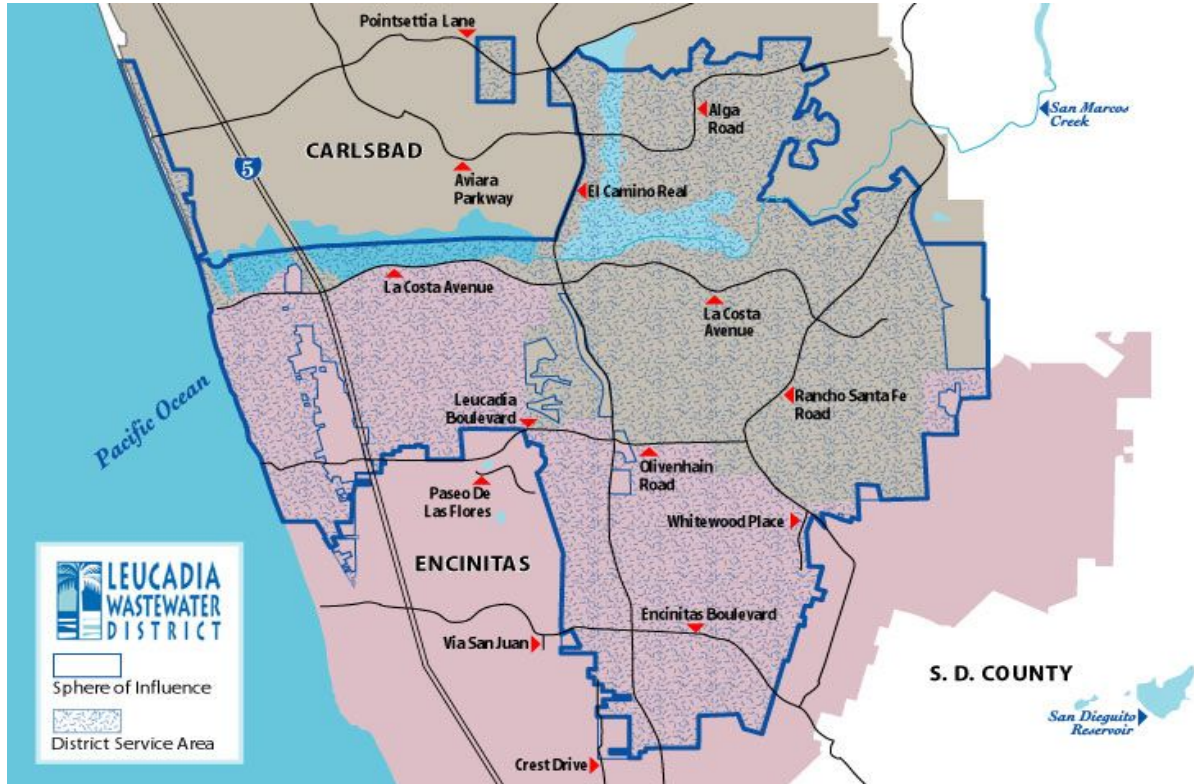 Pointsettia Lane
Alga
Road
San Marcos
Creek
CARLSBAD
5
Aviara
Parkway
El Camino Real
La Costa Avenue
La Costa
Avenue
Pacific Ocean
Leucadia
Boulevard
Rancho Santa Fe
Road
Olivenhain
Road
Paseo De
Las Flores
Whitewood Place
ENCINITAS
LEUCADIA
WASTEWATER
DISTRICT
Sphere of Influence
District Service Area
Encinitas Boulevard
Via San Juan
S. D. COUNTY
San Dieguito
Reservoir
Crest Drive